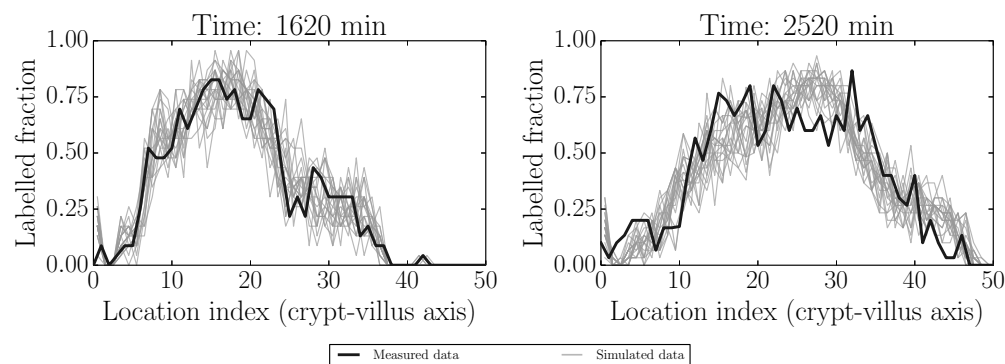 Time: 1620 min
1.00
0.75
0.50
0.25
0.00
Labelled fraction
0 10 20 30 40 50
Location index (crypt-villus axis)
Time: 2520 min
1.00
0.75
0.50
0.25
0.00
Labelled fraction
0 10 20 30 40 50
Location index (crypt-villus axis)
Measured data Simulated data